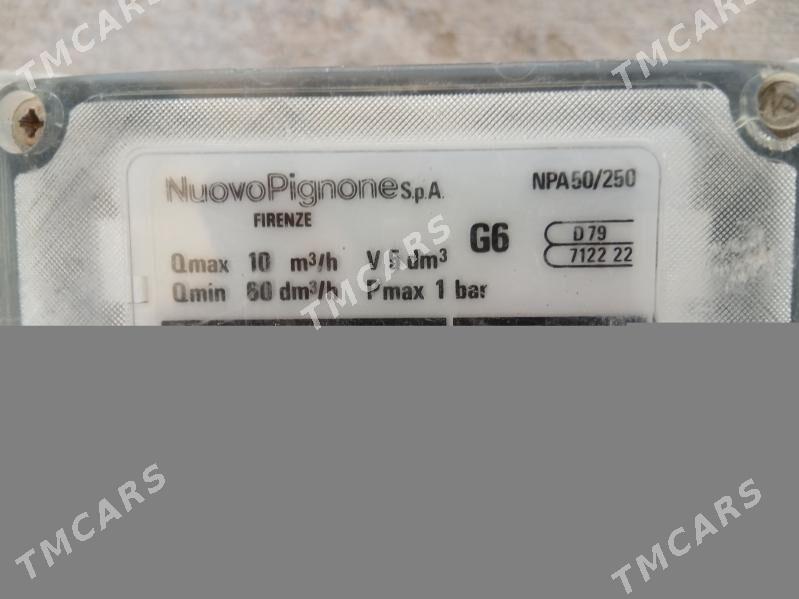 NuovoPignone S.p.A. NPA50/250
FIRENZE
G6
D 79
7122 22
Qmax 10 m³/h V 5 dm³
Qmin 60 dm³/h Pmax 1 bar
NP
TMCARS
TMCARS
TMCARS
TMCARS
TMCARS